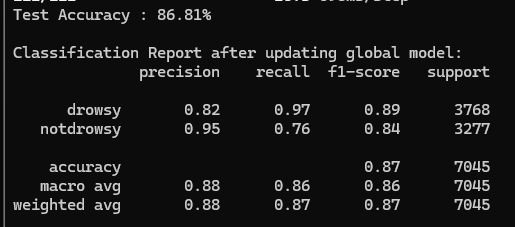 Test Accuracy : 86.81%
Classification Report after updating global model:
precision recall f1-score support
drowsy 0.82 0.97 0.89 3768
notdrowsy 0.95 0.76 0.84 3277
accuracy 0.87 7045
macro avg 0.88 0.86 0.86 7045
weighted avg 0.88 0.87 0.87 7045